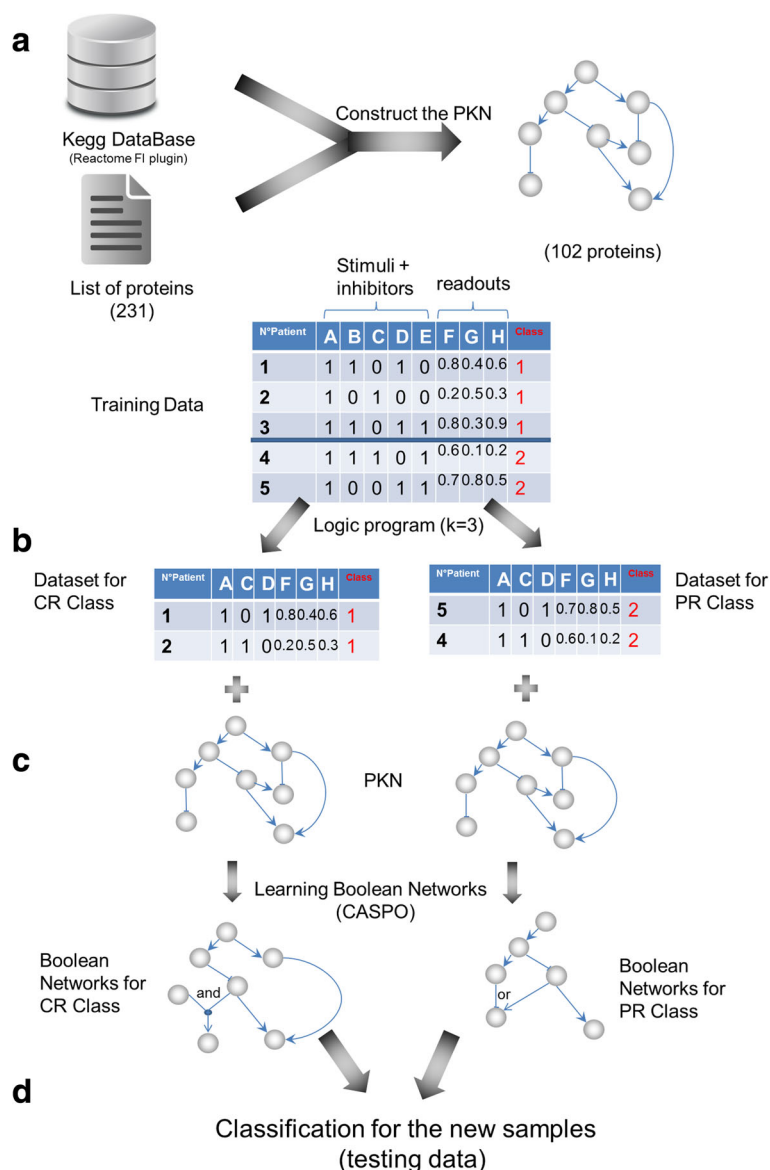 a
Kegg DataBase
(Reactome FI plugin)
Construct the PKN
List of proteins
(231)
(102 proteins)
Stimuli +
inhibitors
readouts
N°Patient A B C D E F G H Class
1 1 1 0 1 0 0.8 0.4 0.6 1
2 1 0 1 0 0 0.2 0.5 0.3 1
3 1 1 0 1 1 0.8 0.3 0.9 1
4 1 1 1 0 1 0.6 0.1 0.2 2
5 1 0 0 1 1 0.7 0.8 0.5 2
Training Data
Logic program (k=3)
b
Dataset for
CR Class
N°Patient A C D F G H Class
1 1 0 1 0.8 0.4 0.6 1
2 1 1 0 0.2 0.5 0.3 1
N°Patient A C D F G H Class
5 1 0 1 0.7 0.8 0.5 2
4 1 1 0 0.6 0.1 0.2 2
Dataset for
PR Class
c
PKN
Learning Boolean Networks
(CASPO)
Boolean
Networks for
CR Class
and
or
Boolean
Networks for
PR Class
d
Classification for the new samples
(testing data)